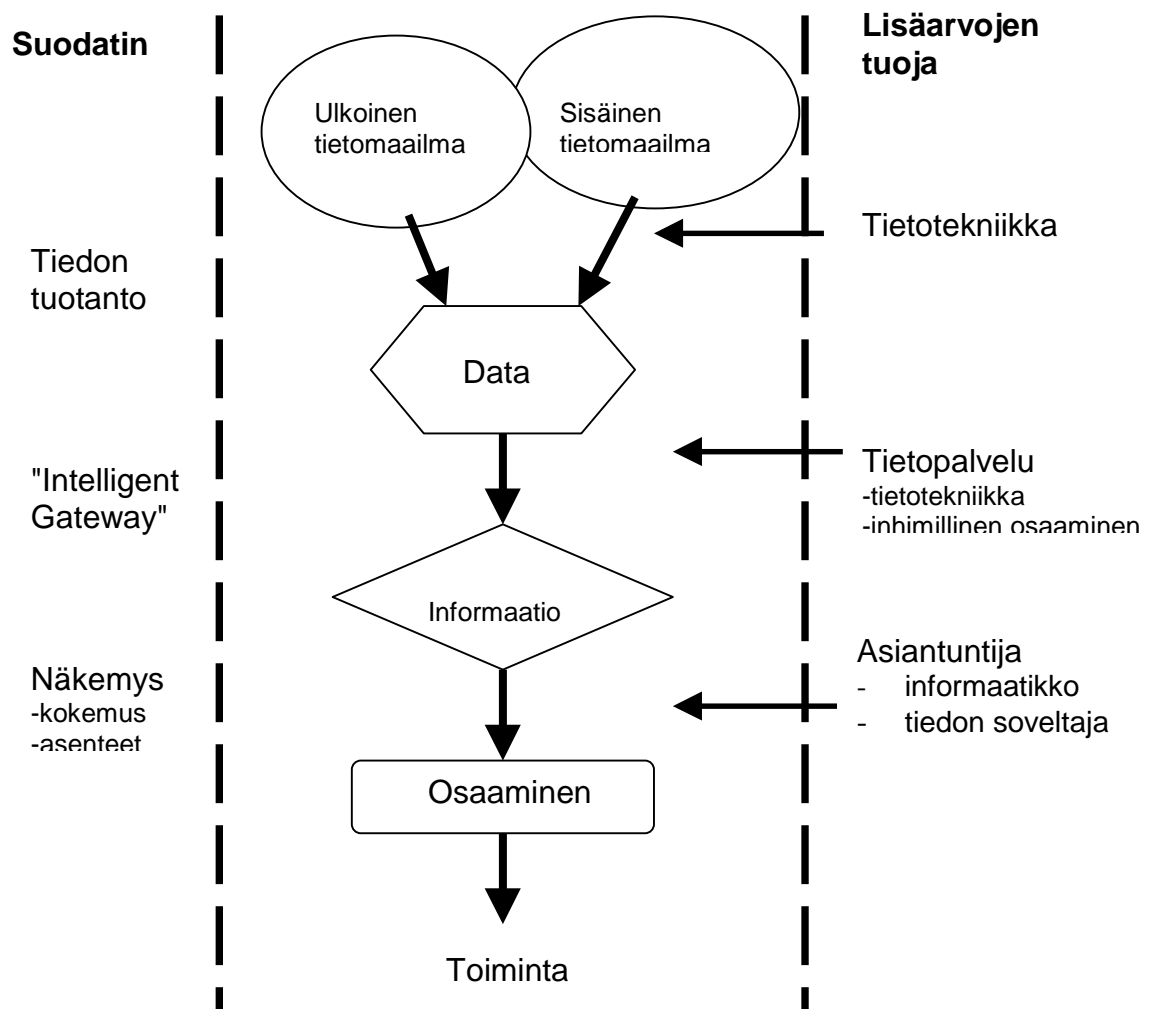 Suodatin
Lisäarvojen
tuoja
Ulkoinen
tietomaailma
Sisäinen
tietomaailma
Tietotekniikka
Tiedon
tuotanto
Data
"Intelligent
Gateway"
Tietopalvelu
-tietotekniikka
-inhimillinen osaaminen
Informaatio
Näkemys
-kokemus
-asenteet
Asiantuntija
- informaatikko
- tiedon soveltaja
Osaaminen
Toiminta